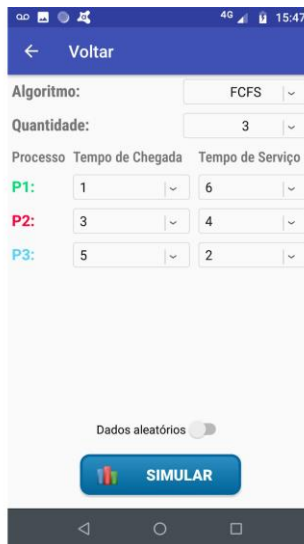 4G 15:47
Voltar
Algoritmo: FCFS
Quantidade: 3
Processo Tempo de Chegada Tempo de Serviço
P1: 1 6
P2: 3 4
P3: 5 2
Dados aleatórios
SIMULAR